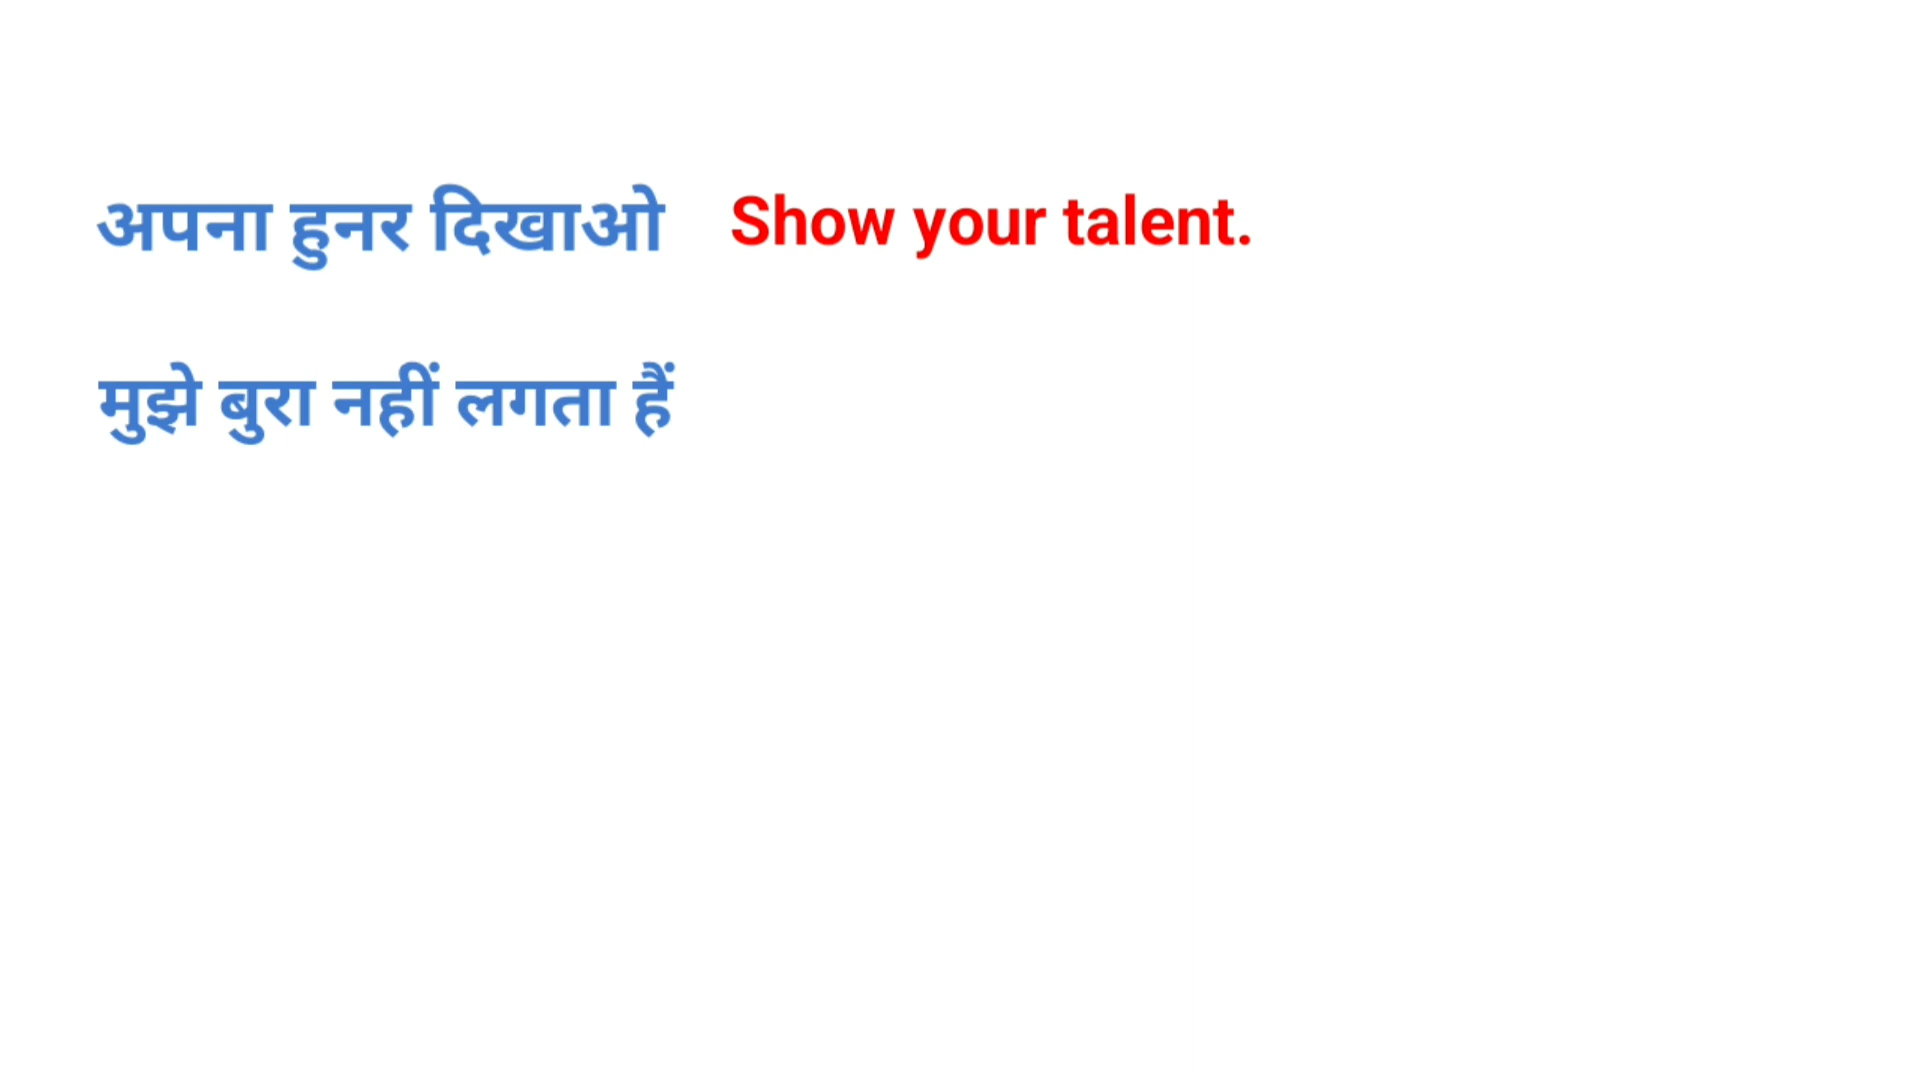 अपना हुनर दिखाओ Show your talent.
मुझे बुरा नहीं लगता हैं